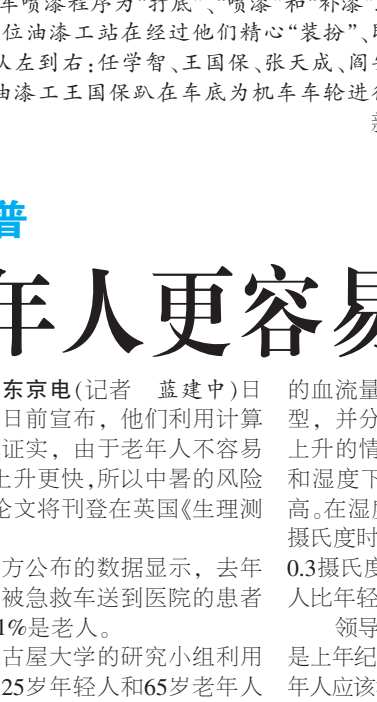 车喷漆程序为“打底”、“喷漆”和“补漆”
位油漆工站在经过他们精心“装扮”、
从左到右:任学智、王国保、张天成、阎
油漆工王国保趴在车底为机车车轮进
普
年人更容易
东京电(记者 蓝建中)日
日前宣布，他们利用计算
证实，由于老年人不容易
上升更快,所以中暑的风险
论文将刊登在英国《生理测
方公布的数据显示，去年
被急救车送到医院的患者
1%是老人。
古屋大学的研究小组利用
25岁年轻人和65岁老年人
的血流量
型，并分
上升的情
和湿度下
高。在湿度
摄氏度时
0.3摄氏度
人比年轻
领导
是上年纪
年人应该